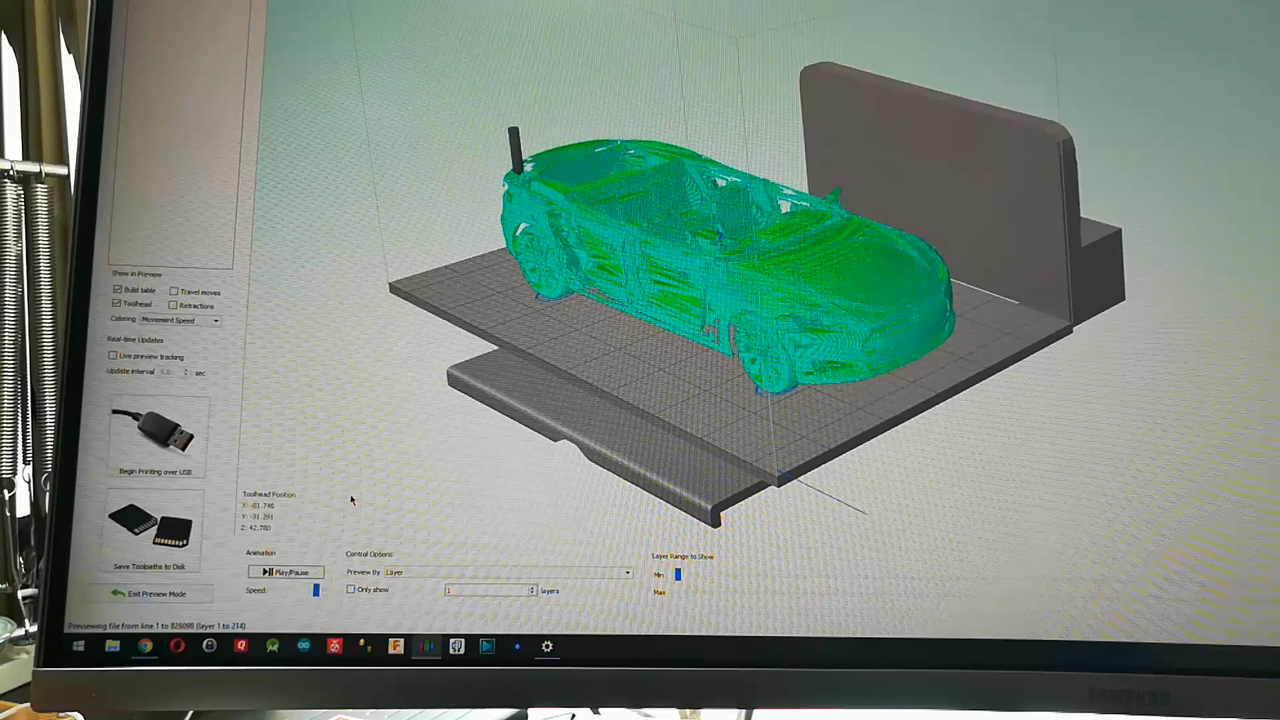 Show in Preview
Build table
Travel moves
Toolhead
Retractions
Coloring Movement Speed
Real-time Updates
Live preview tracking
Update interval
sec
Begin Printing over USB
Save Toolpaths to Disk
Exit Preview Mode
Toolhead Position
X: -81.746
Y: -31.391
Z: 42.780
Animation
Play/Pause
Speed:
Control Options
Preview By Layer
Only show 1 layers
Layer Range to Show
Min
Max
Previewing file from line 1 to 826098 (layer 1 to 214)
SAMSUNG